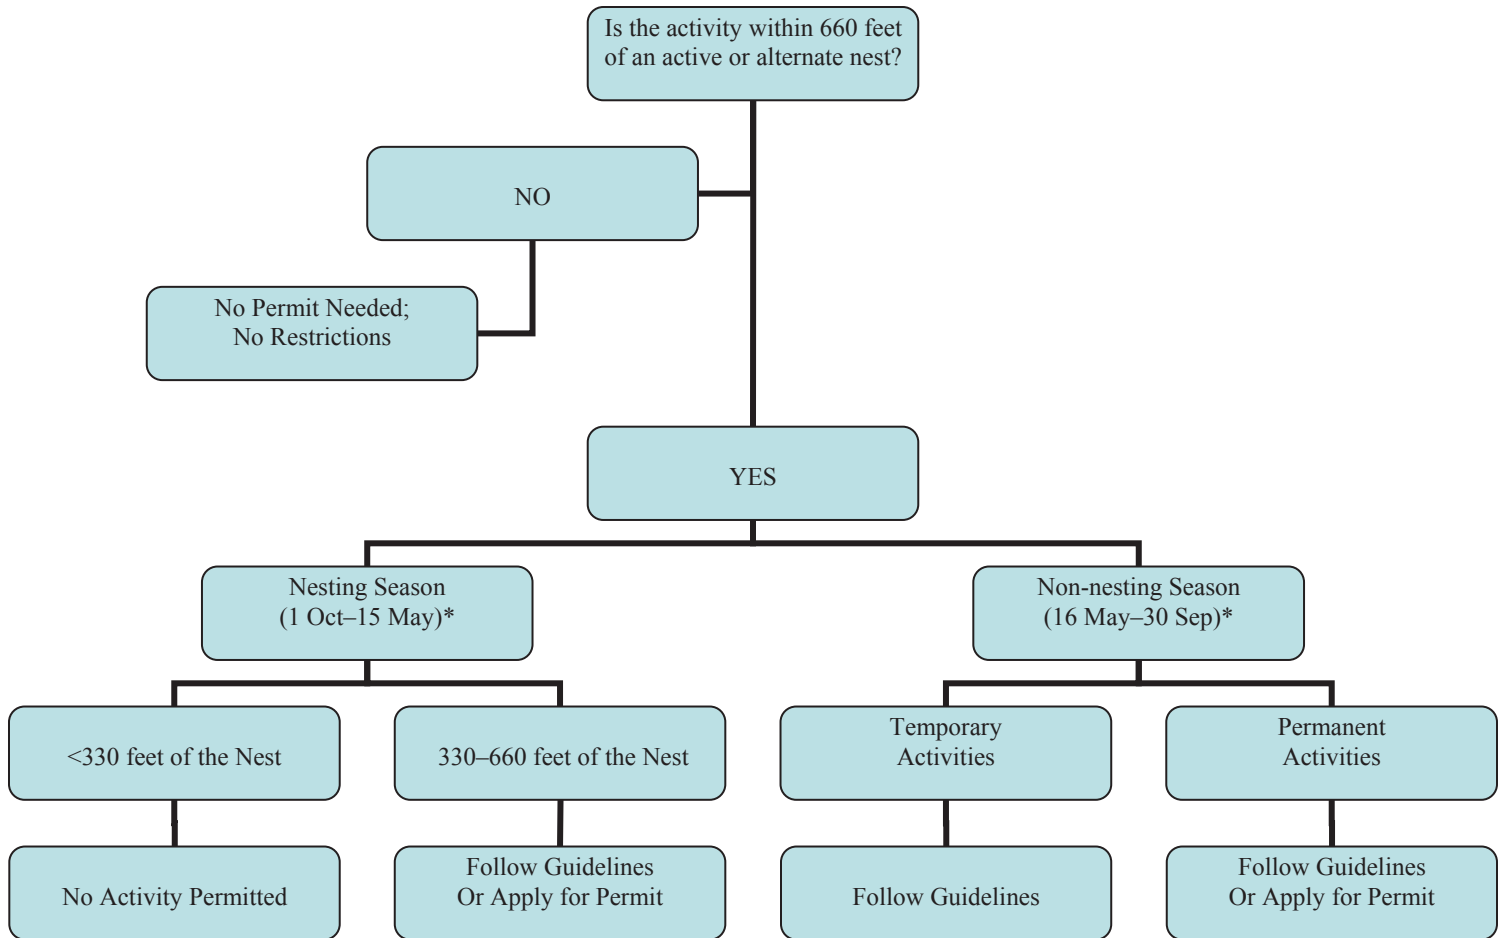 Is the activity within 660 feet
of an active or alternate nest?
NO
No Permit Needed;
No Restrictions
YES
Nesting Season
(1 Oct–15 May)*
Non-nesting Season
(16 May–30 Sep)*
<330 feet of the Nest
330–660 feet of the Nest
Temporary
Activities
Permanent
Activities
No Activity Permitted
Follow Guidelines
Or Apply for Permit
Follow Guidelines
Follow Guidelines
Or Apply for Permit